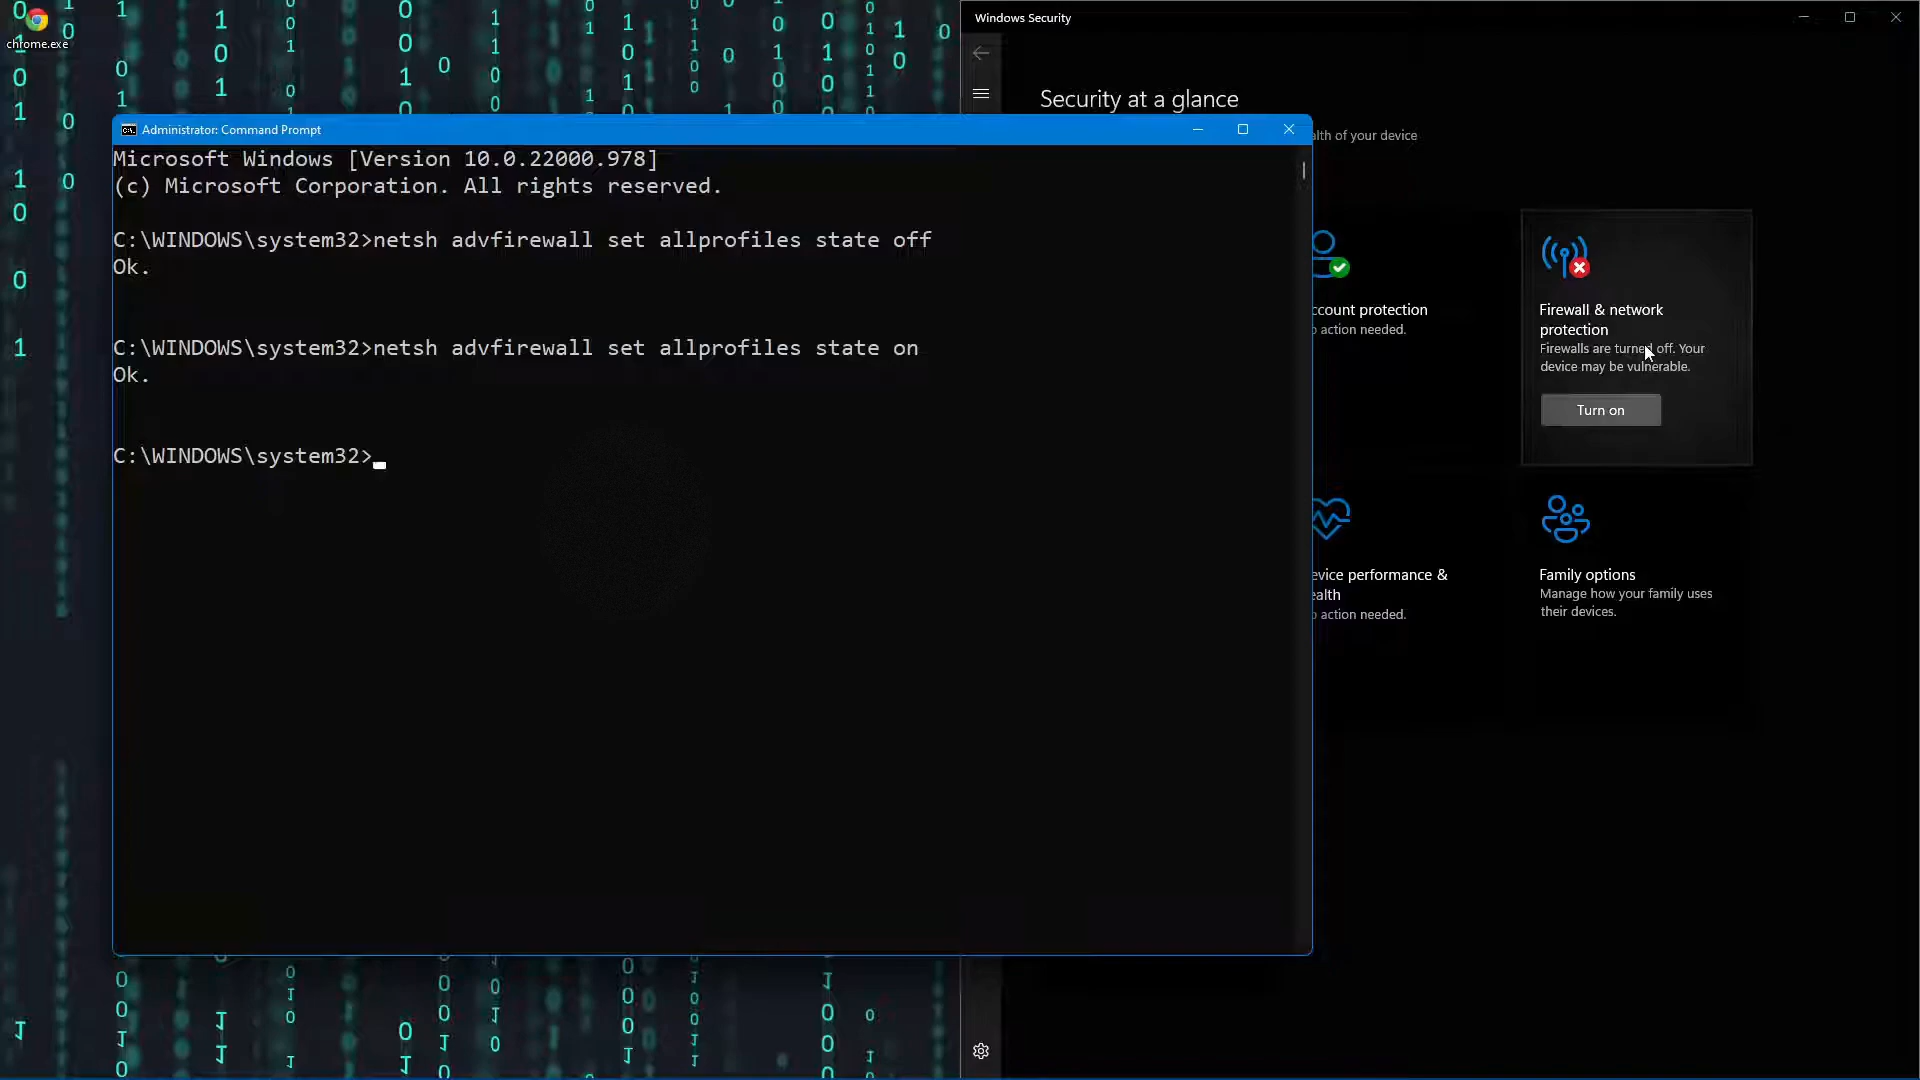 chrome.exe
Windows Security
Security at a glance
alth of your device
Administrator: Command Prompt
Microsoft Windows [Version 10.0.22000.978]
(c) Microsoft Corporation. All rights reserved.
C:\WINDOWS\system32>netsh advfirewall set allprofiles state off
Ok.
C:\WINDOWS\system32>netsh advfirewall set allprofiles state on
Ok.
C:\WINDOWS\system32>
ccount protection
o action needed.
Firewall & network
protection
Firewalls are turned off. Your
device may be vulnerable.
Turn on
evice performance &
ealth
o action needed.
Family options
Manage how your family uses
their devices.